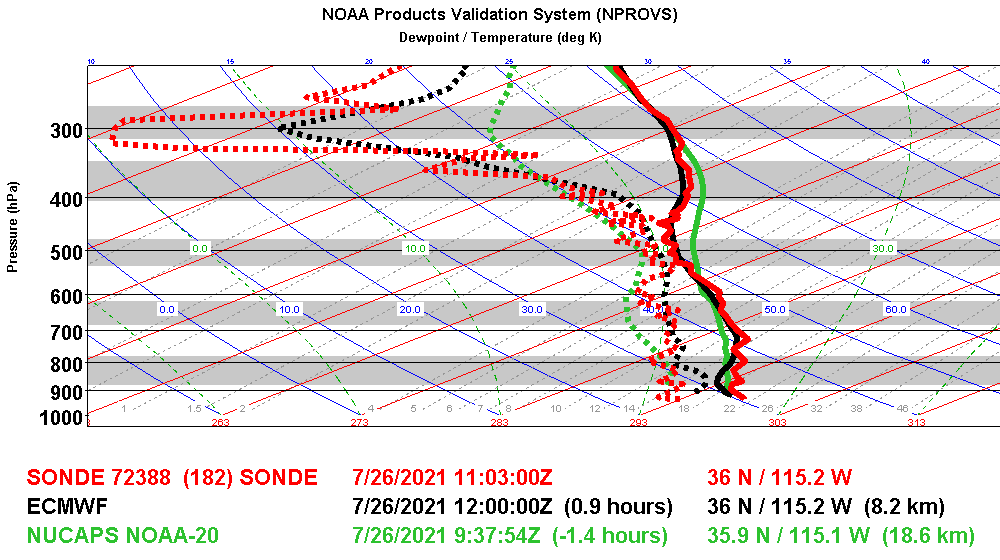 NOAA Products Validation System (NPROVS)
Dewpoint / Temperature (deg K)
10 15 20 25 30 35 40
300
400
500
600
700
800
900
1000
Pressure (hPa)
0.0 10.0 30.0
0.0 10.0 20.0 30.0 40.0 50.0 60.0
1 1.5 2 4 5 6 8 10 12 14 18 22 26 32 38 46
263 273 283 293 303 313
SONDE 72388 (182) SONDE 7/26/2021 11:03:00Z 36 N / 115.2 W
ECMWF 7/26/2021 12:00:00Z (0.9 hours) 36 N / 115.2 W (8.2 km)
NUCAPS NOAA-20 7/26/2021 9:37:54Z (-1.4 hours) 35.9 N / 115.1 W (18.6 km)